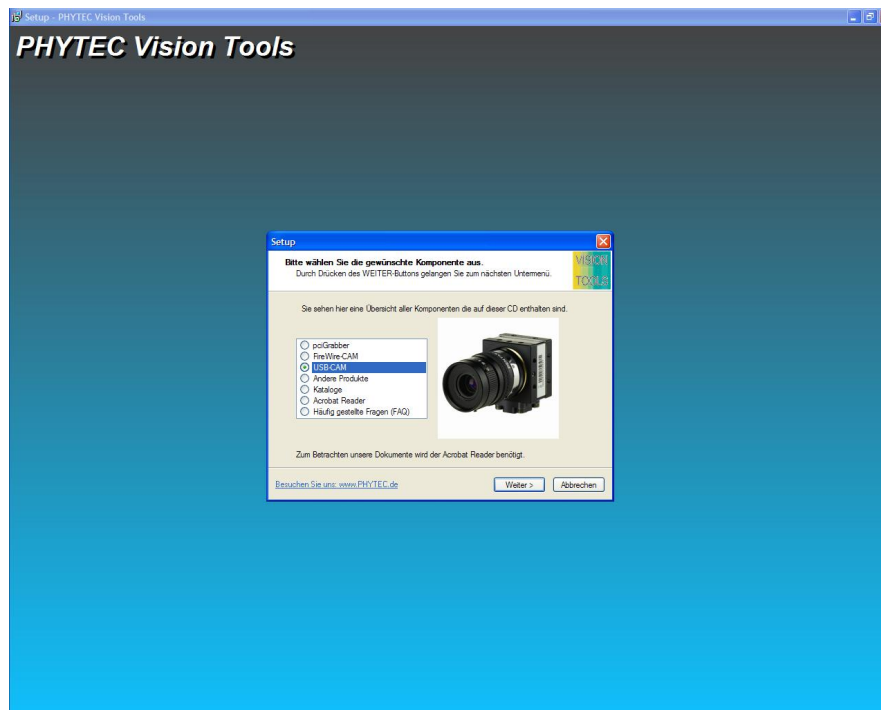 Setup - PHYTEC Vision Tools
PHYTEC Vision Tools
Setup
Bitte wählen Sie die gewünschte Komponente aus.
Durch Drücken des WEITER-Buttons gelangen Sie zum nächsten Untermenü.
VISION
TOOLS
Sie sehen hier eine Übersicht aller Komponenten die auf dieser CD enthalten sind.
pciGrabber
FireWire-CAM
USB-CAM
Andere Produkte
Kataloge
Acrobat Reader
Häufig gestellte Fragen (FAQ)
Zum Betrachten unsere Dokumente wird der Acrobat Reader benötigt.
Besuchen Sie uns: www.PHYTEC.de
Weiter >
Abbrechen